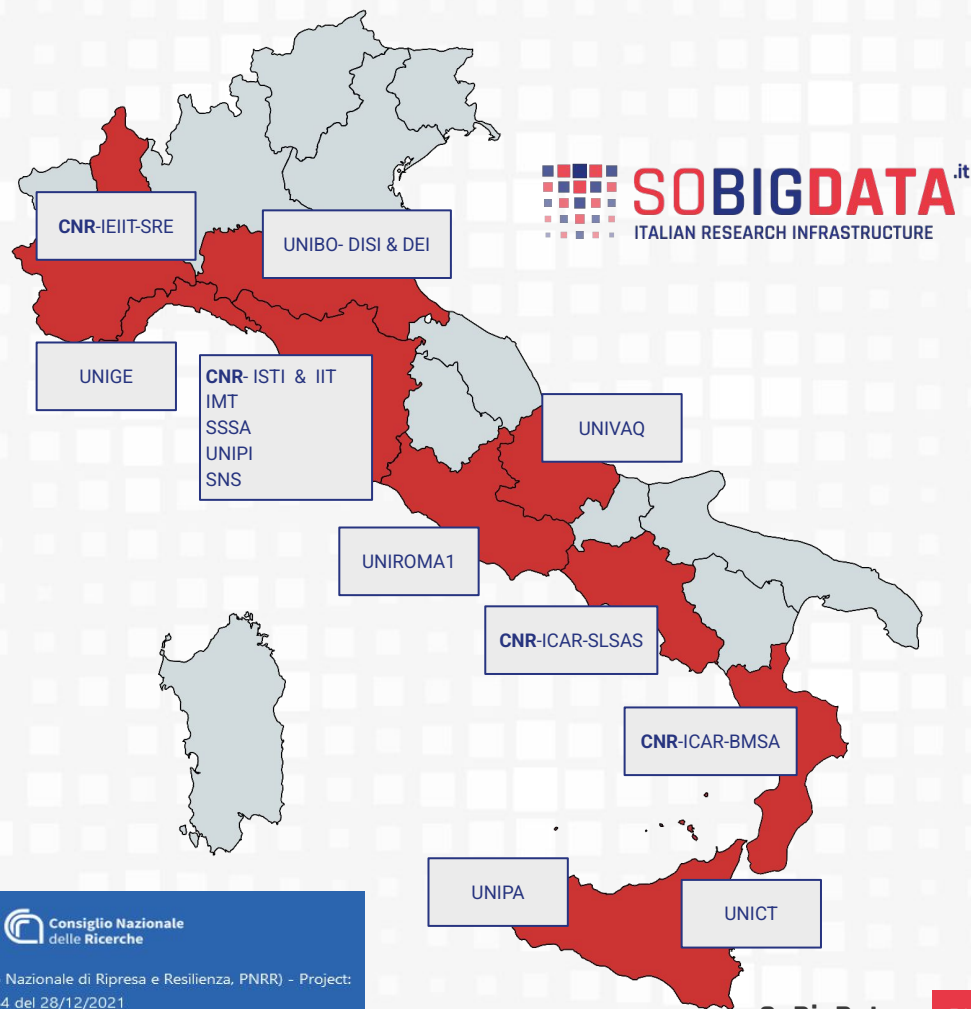 SOBIGDATA.it
ITALIAN RESEARCH INFRASTRUCTURE
CNR-IEIIT-SRE
UNIBO- DISI & DEI
UNIGE
CNR- ISTI & IIT
IMT
SSSA
UNIPI
SNS
UNIVAQ
UNIROMA1
CNR-ICAR-SLSAS
CNR-ICAR-BMSA
UNIPA
UNICT
Consiglio Nazionale
delle Ricerche
Nazionale di Ripresa e Resilienza, PNRR) - Project:
4 del 28/12/2021